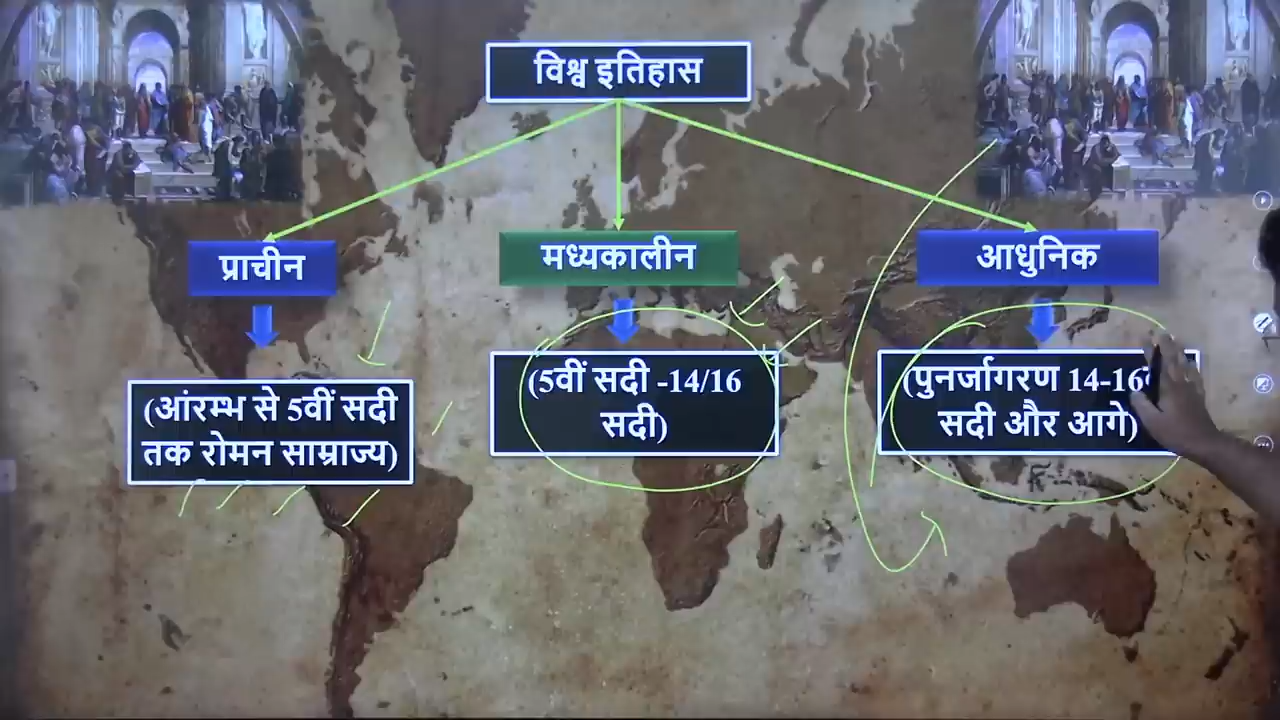 विश्व इतिहास
प्राचीन
मध्यकालीन
आधुनिक
(आंरम्भ से 5वीं सदी
तक रोमन साम्राज्य)
(5वीं सदी -14/16
सदी)
(पुनर्जागरण 14-16
सदी और आगे)